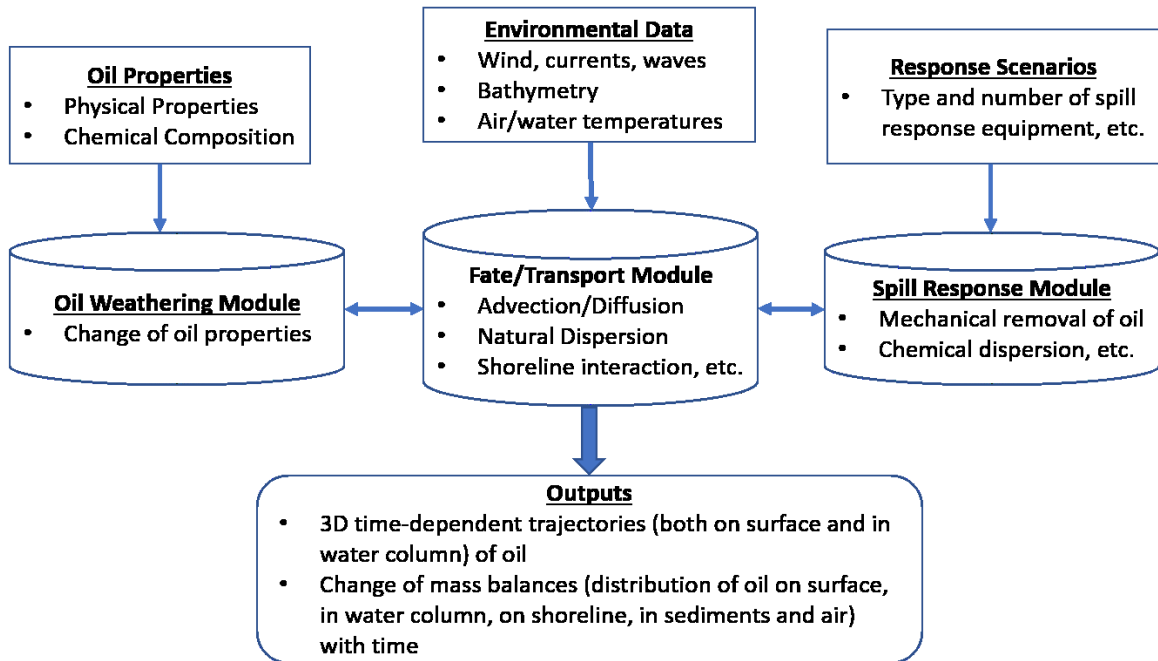 Oil Properties
• Physical Properties
• Chemical Composition
Environmental Data
• Wind, currents, waves
• Bathymetry
• Air/water temperatures
Response Scenarios
• Type and number of spill
response equipment, etc.
Oil Weathering Module
• Change of oil properties
Fate/Transport Module
• Advection/Diffusion
• Natural Dispersion
• Shoreline interaction, etc.
Spill Response Module
• Mechanical removal of oil
• Chemical dispersion, etc.
Outputs
• 3D time-dependent trajectories (both on surface and in
water column) of oil
• Change of mass balances (distribution of oil on surface,
in water column, on shoreline, in sediments and air)
with time